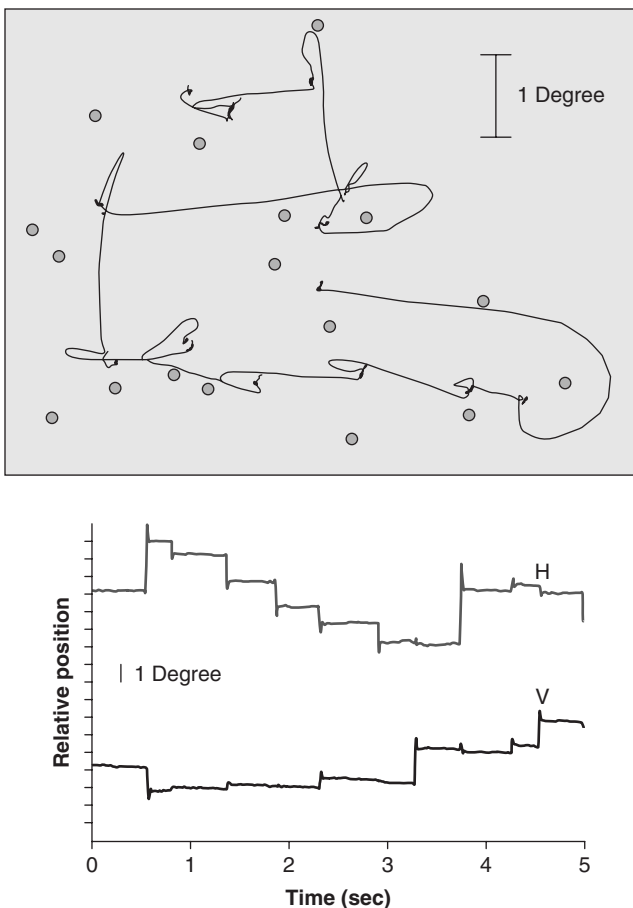 1 Degree
H
1 Degree
V
Relative position
0 1 2 3 4 5
Time (sec)